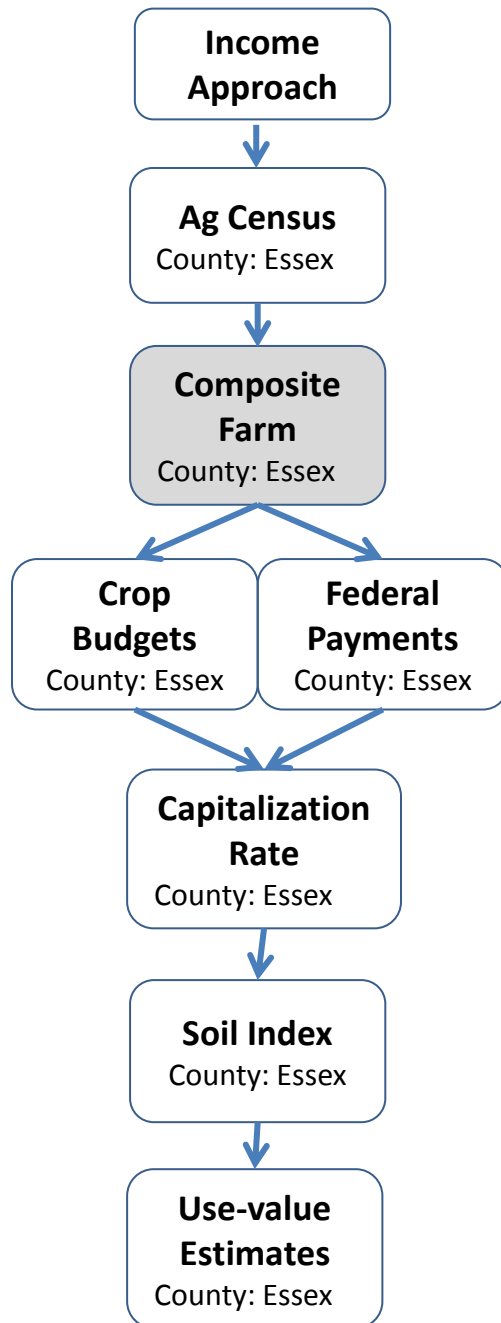 Income
Approach
Ag Census
County: Essex
Composite
Farm
County: Essex
Crop
Budgets
County: Essex
Federal
Payments
County: Essex
Capitalization
Rate
County: Essex
Soil Index
County: Essex
Use-value
Estimates
County: Essex